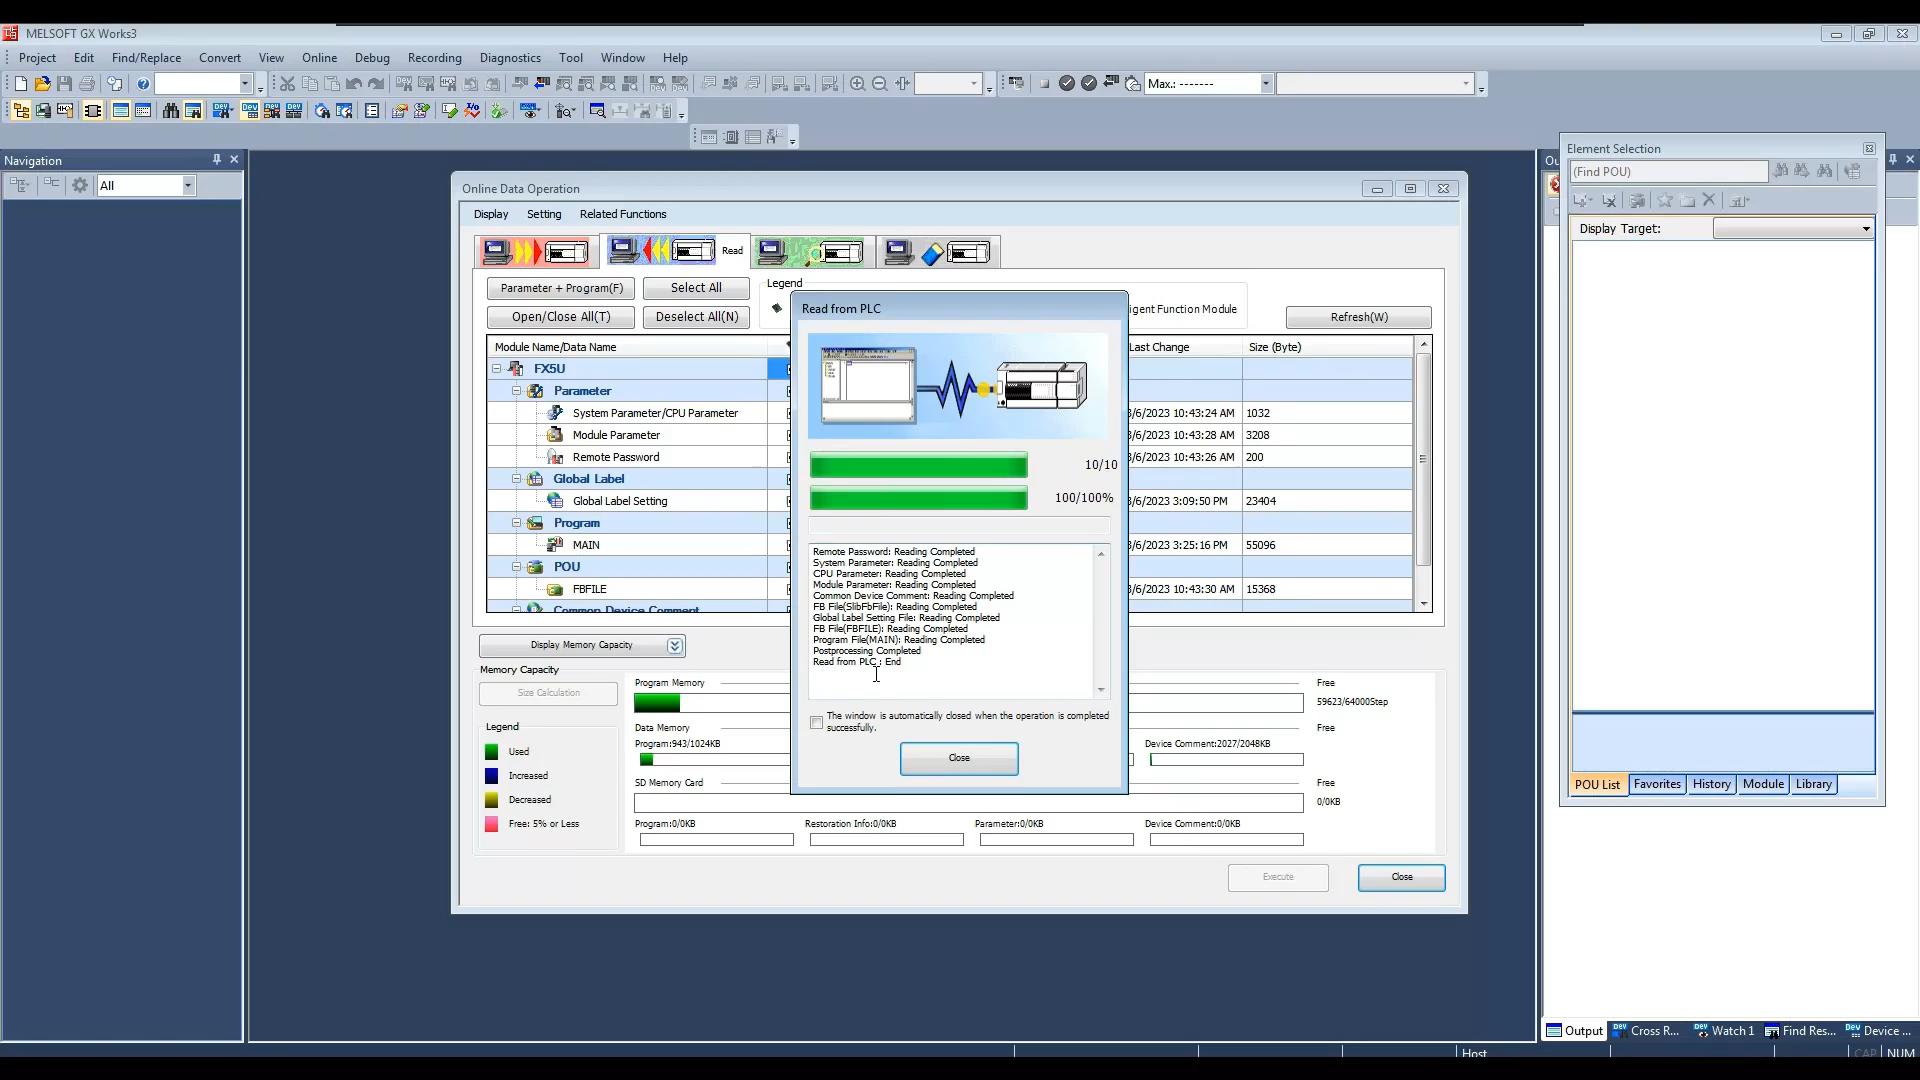 MELSOFT GX Works3
Project Edit Find/Replace Convert View Online Debug Recording Diagnostics Tool Window Help
Max.: -------
Navigation
All
Online Data Operation
Display Setting Related Functions
Read
Parameter + Program(F) Select All
Open/Close All(T) Deselect All(N)
Legend
igent Function Module
Refresh(W)
Module Name/Data Name
Last Change Size (Byte)
FX5U
Parameter
System Parameter/CPU Parameter
/6/2023 10:43:24 AM 1032
Module Parameter
/6/2023 10:43:28 AM 3208
Remote Password
/6/2023 10:43:26 AM 200
Global Label
Global Label Setting
/6/2023 3:09:50 PM 23404
Program
MAIN
/6/2023 3:25:16 PM 55096
POU
FBFILE
/6/2023 10:43:30 AM 15368
Common Device Comment
Read from PLC
10/10
100/100%
Remote Password: Reading Completed
System Parameter: Reading Completed
CPU Parameter: Reading Completed
Module Parameter: Reading Completed
Common Device Comment: Reading Completed
FB File(SlibFbFile): Reading Completed
Global Label Setting File: Reading Completed
FB File(FBFILE): Reading Completed
Program File(MAIN): Reading Completed
Postprocessing Completed
Read from PLC : End
The window is automatically closed when the operation is completed
successfully.
Close
Display Memory Capacity
Memory Capacity
Size Calculation
Legend
Used
Increased
Decreased
Free: 5% or Less
Program Memory
Free
59623/64000Step
Data Memory
Free
Program:943/1024KB
Device Comment:2027/2048KB
SD Memory Card
Free
0/0KB
Program:0/0KB Restoration Info:0/0KB Parameter:0/0KB Device Comment:0/0KB
Execute Close
Ou
Element Selection
(Find POU)
Display Target:
POU List Favorites History Module Library
Output Cross R... Watch 1 Find Res... Device ...
Host
CAP NUM